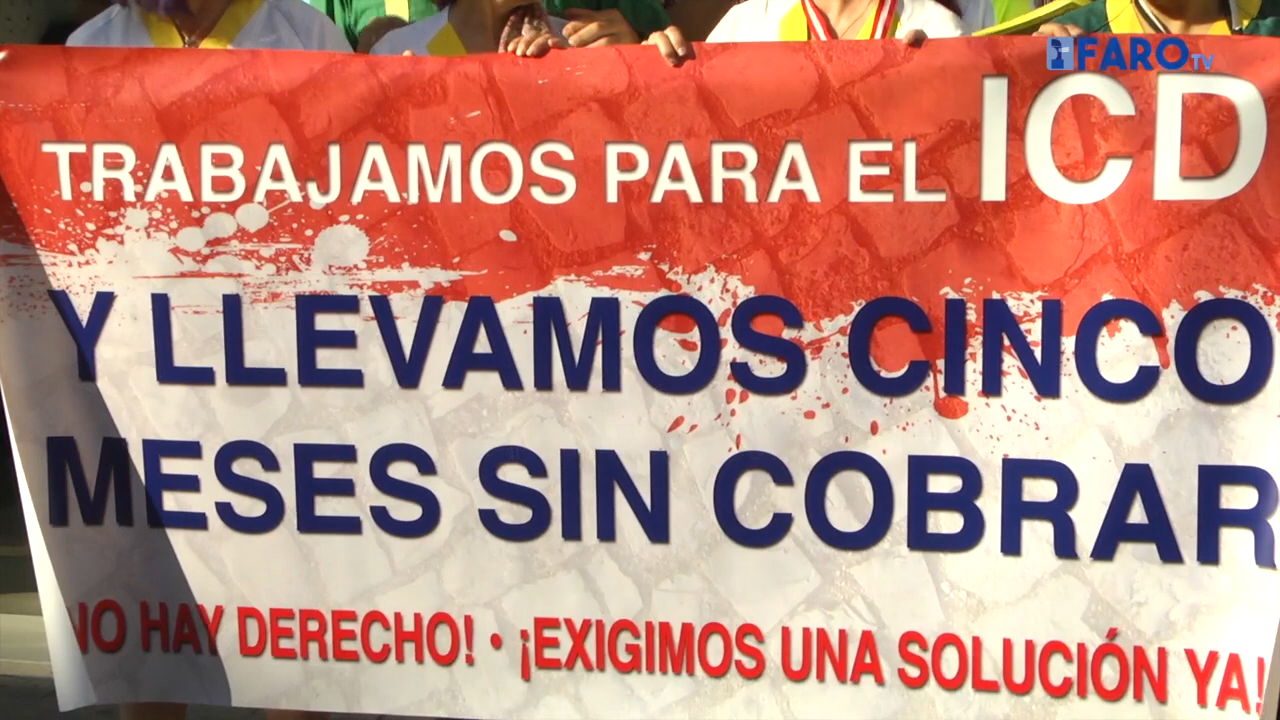 FARO TV
TRABAJAMOS PARA EL ICD
Y LLEVAMOS CINCO
MESES SIN COBRAR
NO HAY DERECHO! • ¡EXIGIMOS UNA SOLUCIÓN YA!